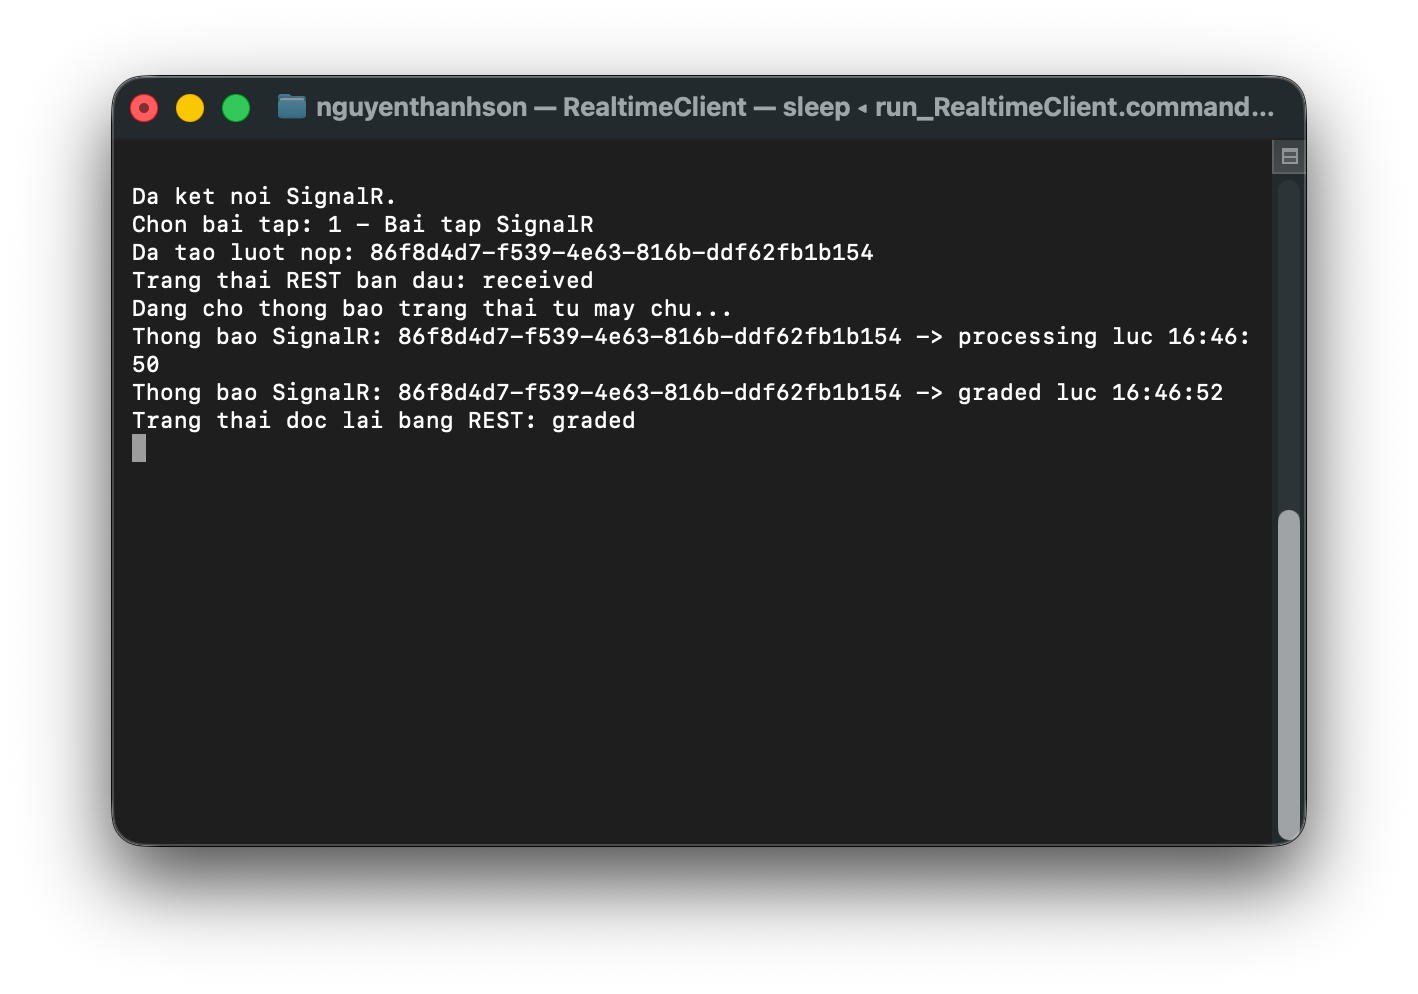 nguyenthanhson — RealtimeClient — sleep ◂ run_RealtimeClient.command...
Da ket noi SignalR.
Chon bai tap: 1 - Bai tap SignalR
Da tao luot nop: 86f8d4d7-f539-4e63-816b-ddf62fb1b154
Trang thai REST ban dau: received
Dang cho thong bao trang thai tu may chu...
Thong bao SignalR: 86f8d4d7-f539-4e63-816b-ddf62fb1b154 -> processing luc 16:46:
50
Thong bao SignalR: 86f8d4d7-f539-4e63-816b-ddf62fb1b154 -> graded luc 16:46:52
Trang thai doc lai bang REST: graded